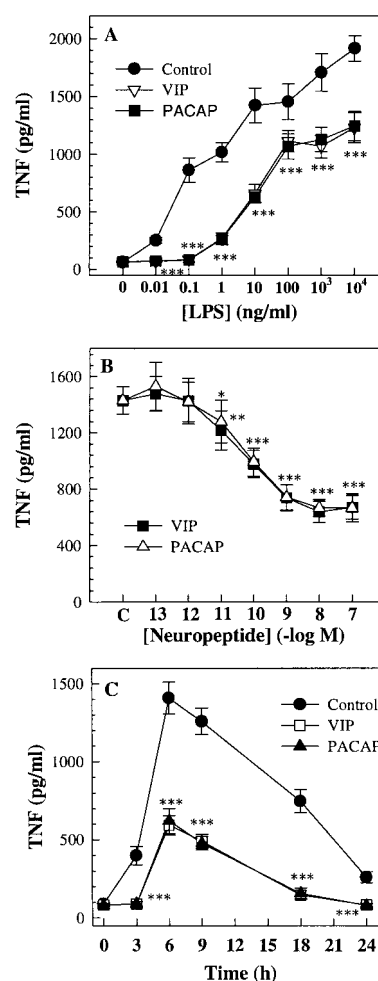 A
Control
VIP
PACAP
2000
1500
1000
500
0
TNF (pg/ml)
***
***
***
***
***
***
***
0 0.01 0.1 1 10 100 10³ 10⁴
[LPS] (ng/ml)
B
1600
1200
800
400
0
TNF (pg/ml)
*
**
***
***
***
***
VIP
PACAP
C 13 12 11 10 9 8 7
[Neuropeptide] (-log M)
C
Control
VIP
PACAP
1500
1000
500
0
TNF (pg/ml)
***
***
***
***
***
0 3 6 9 12 15 18 21 24
Time (h)